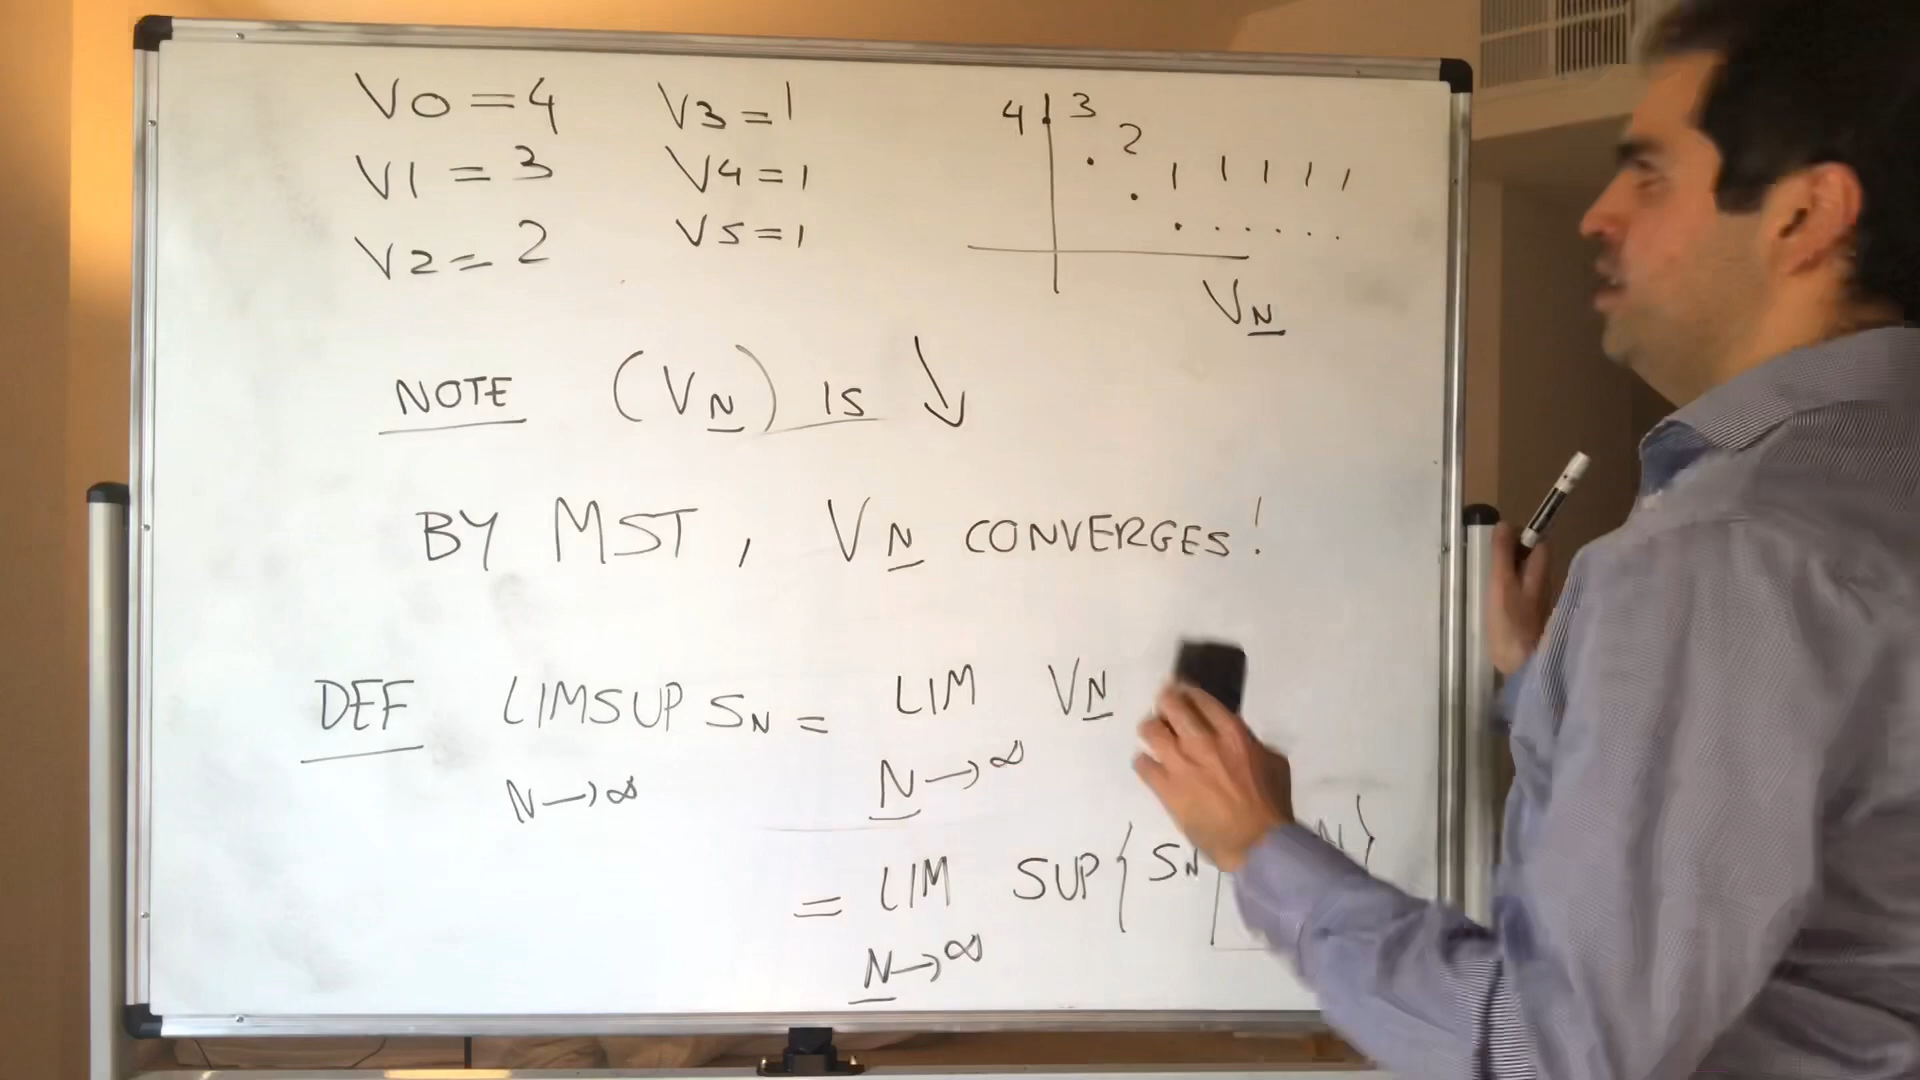 V0 = 4 V3 = 1 4 3
2
V1 = 3 V4 = 1 1 1 1 1 1
V2 = 2 V5 = 1
VN
NOTE (VN) IS ↓
BY MST, VN CONVERGES!
DEF LIMSUP SN = LIM VN
N→∞ N→∞
= LIM SUP { SN | N }
N→∞